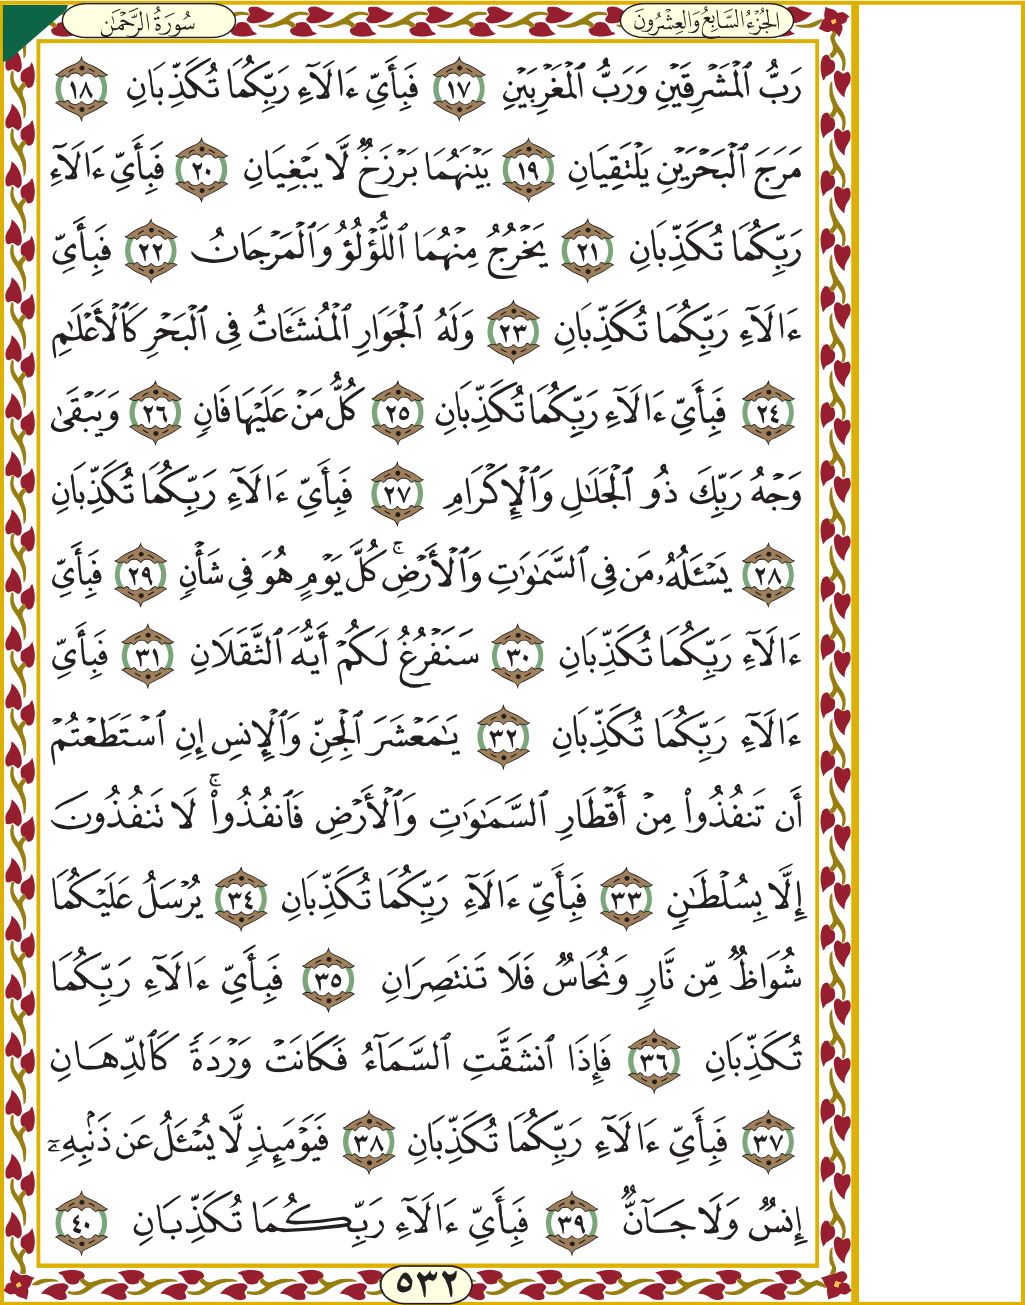 الجُزْءُ السَّابِعُ وَالعِشْرُونَ
سُورَةُ الرَّحْمَٰن
رَبُّ ٱلْمَشْرِقَيْنِ وَرَبُّ ٱلْمَغْرِبَيْنِ ١٧ فَبِأَىِّ ءَالَآءِ رَبِّكُمَا تُكَذِّبَانِ ١٨
مَرَجَ ٱلْبَحْرَيْنِ يَلْتَقِيَانِ ١٩ بَيْنَهُمَا بَرْزَخٌ لَّا يَبْغِيَانِ ٢٠ فَبِأَىِّ ءَالَآءِ
رَبِّكُمَا تُكَذِّبَانِ ٢١ يَخْرُجُ مِنْهُمَا ٱللُّؤْلُؤُ وَٱلْمَرْجَانُ ٢٢ فَبِأَىِّ
ءَالَآءِ رَبِّكُمَا تُكَذِّبَانِ ٢٣ وَلَهُ ٱلْجَوَارِ ٱلْمُنشَـَٔاتُ فِى ٱلْبَحْرِ كَٱلْأَعْلَٰمِ
٢٤ فَبِأَىِّ ءَالَآءِ رَبِّكُمَا تُكَذِّبَانِ ٢٥ كُلُّ مَنْ عَلَيْهَا فَانٍ ٢٦ وَيَبْقَىٰ
وَجْهُ رَبِّكَ ذُو ٱلْجَلَٰلِ وَٱلْإِكْرَامِ ٢٧ فَبِأَىِّ ءَالَآءِ رَبِّكُمَا تُكَذِّبَانِ
٢٨ يَسْـَٔلُهُۥ مَن فِى ٱلسَّمَٰوَٰتِ وَٱلْأَرْضِ ۚ كُلَّ يَوْمٍ هُوَ فِى شَأْنٍ ٢٩ فَبِأَىِّ
ءَالَآءِ رَبِّكُمَا تُكَذِّبَانِ ٣٠ سَنَفْرُغُ لَكُمْ أَيُّهَ ٱلثَّقَلَانِ ٣١ فَبِأَىِّ
ءَالَآءِ رَبِّكُمَا تُكَذِّبَانِ ٣٢ يَٰمَعْشَرَ ٱلْجِنِّ وَٱلْإِنسِ إِنِ ٱسْتَطَعْتُمْ
أَن تَنفُذُوا۟ مِنْ أَقْطَارِ ٱلسَّمَٰوَٰتِ وَٱلْأَرْضِ فَٱنفُذُوا۟ ۚ لَا تَنفُذُونَ
إِلَّا بِسُلْطَٰنٍ ٣٣ فَبِأَىِّ ءَالَآءِ رَبِّكُمَا تُكَذِّبَانِ ٣٤ يُرْسَلُ عَلَيْكُمَا
شُوَاظٌ مِّن نَّارٍ وَنُحَاسٌ فَلَا تَنتَصِرَانِ ٣٥ فَبِأَىِّ ءَالَآءِ رَبِّكُمَا
تُكَذِّبَانِ ٣٦ فَإِذَا ٱنشَقَّتِ ٱلسَّمَآءُ فَكَانَتْ وَرْدَةً كَٱلدِّهَانِ
٣٧ فَبِأَىِّ ءَالَآءِ رَبِّكُمَا تُكَذِّبَانِ ٣٨ فَيَوْمَئِذٍ لَّا يُسْـَٔلُ عَن ذَنۢبِهِۦٓ
إِنسٌ وَلَا جَآنٌّ ٣٩ فَبِأَىِّ ءَالَآءِ رَبِّكُمَا تُكَذِّبَانِ ٤٠
٥٣٢